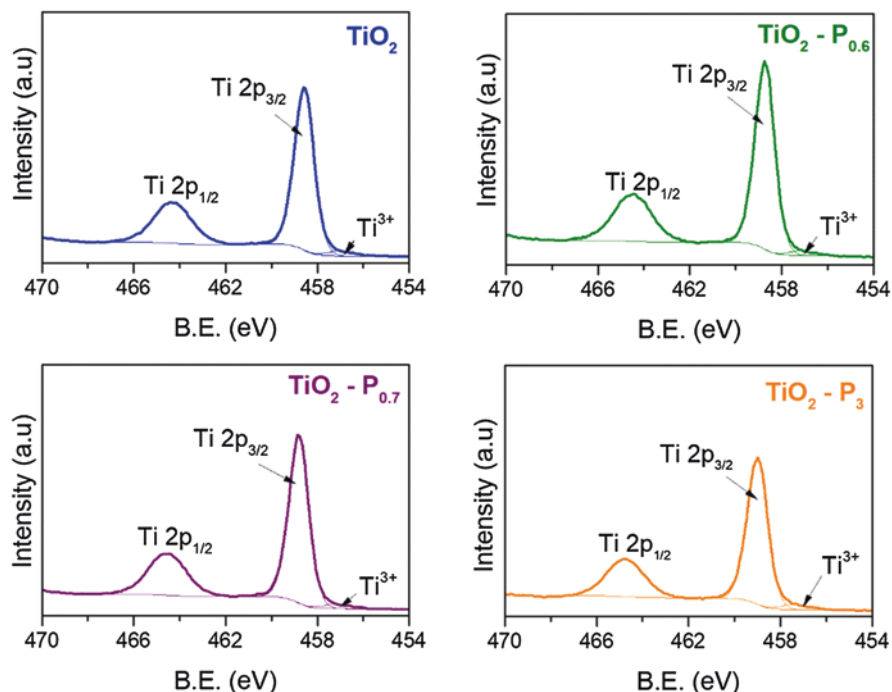 TiO2
Ti 2p3/2
Ti 2p1/2
Ti3+
Intensity (a.u)
470 466 462 458 454
B.E. (eV)
TiO2 - P0.6
Ti 2p3/2
Ti 2p1/2
Ti3+
Intensity (a.u)
470 466 462 458 454
B.E. (eV)
TiO2 - P0.7
Ti 2p3/2
Ti 2p1/2
Ti3+
Intensity (a.u)
470 466 462 458 454
B.E. (eV)
TiO2 - P3
Ti 2p3/2
Ti 2p1/2
Ti3+
Intensity (a.u)
470 466 462 458 454
B.E. (eV)